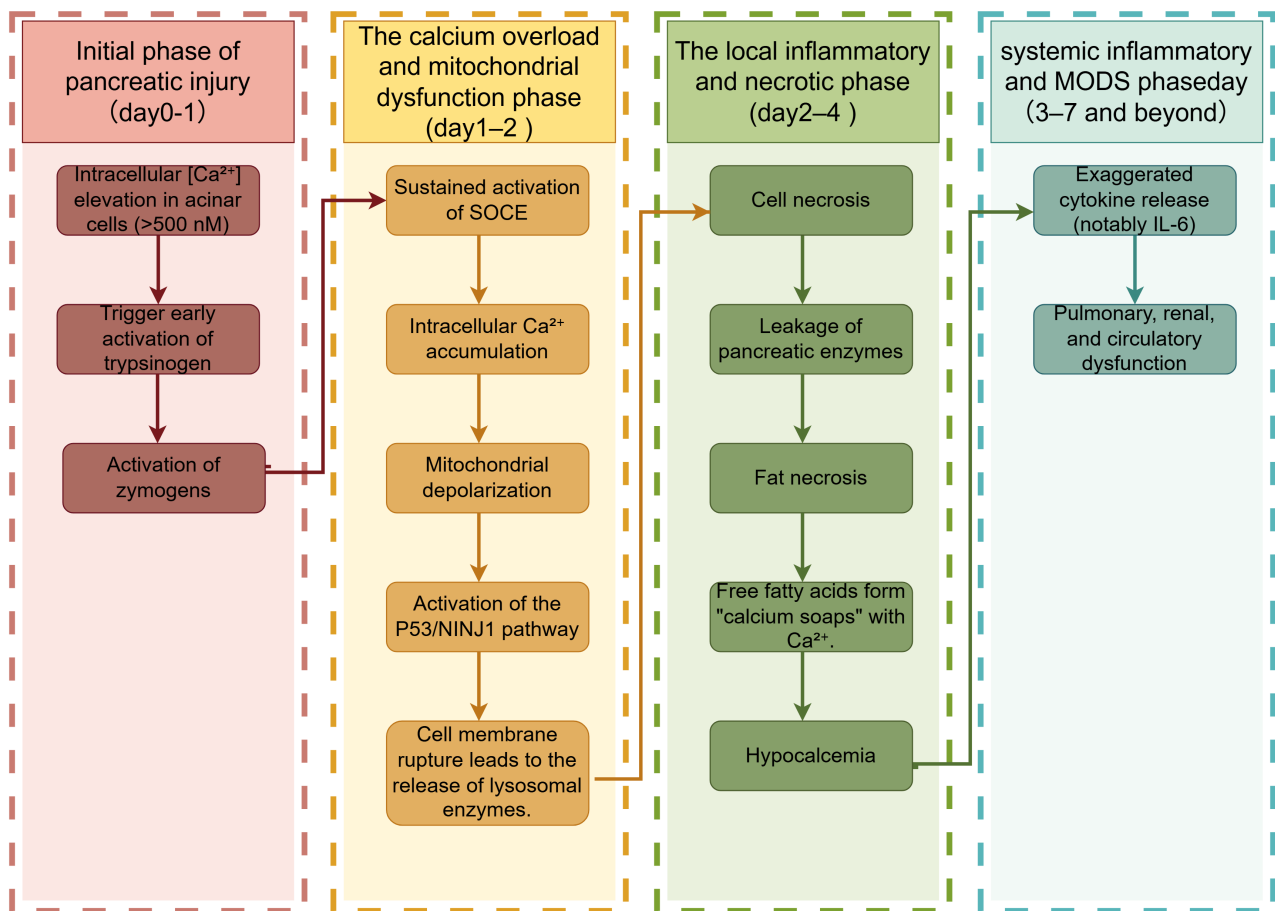 Initial phase of
pancreatic injury
（day0-1）
Intracellular [Ca²⁺]
elevation in acinar
cells (>500 nM)
Trigger early
activation of
trypsinogen
Activation of
zymogens
The calcium overload
and mitochondrial
dysfunction phase
(day1–2 )
Sustained activation
of SOCE
Intracellular Ca²⁺
accumulation
Mitochondrial
depolarization
Activation of the
P53/NINJ1 pathway
Cell membrane
rupture leads to the
release of lysosomal
enzymes.
The local inflammatory
and necrotic phase
(day2–4 )
Cell necrosis
Leakage of
pancreatic enzymes
Fat necrosis
Free fatty acids form
"calcium soaps" with
Ca²⁺.
Hypocalcemia
systemic inflammatory
and MODS phaseday
（3–7 and beyond）
Exaggerated
cytokine release
(notably IL-6)
Pulmonary, renal,
and circulatory
dysfunction